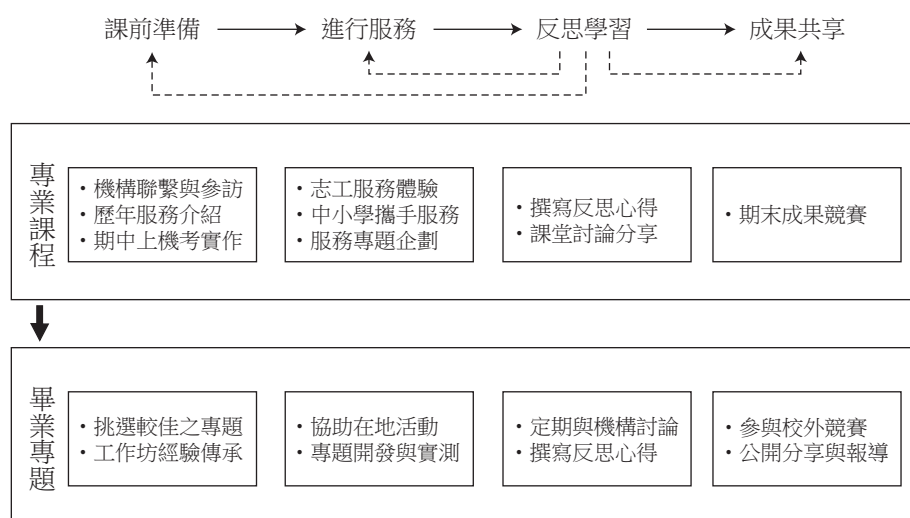 課前準備 進行服務 反思學習 成果共享
專業課程
・機構聯繫與參訪
・歷年服務介紹
・期中上機考實作
・志工服務體驗
・中小學攜手服務
・服務專題企劃
・撰寫反思心得
・課堂討論分享
・期末成果競賽
畢業專題
・挑選較佳之專題
・工作坊經驗傳承
・協助在地活動
・專題開發與實測
・定期與機構討論
・撰寫反思心得
・參與校外競賽
・公開分享與報導